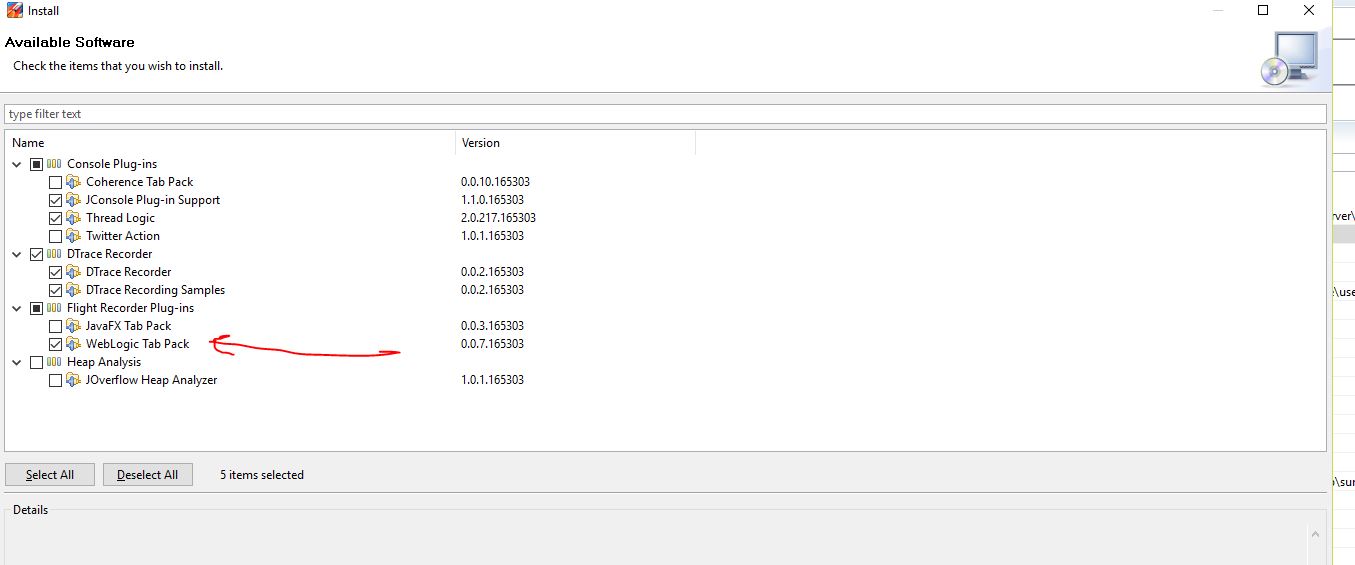 Install
Available Software
Check the items that you wish to install.
type filter text
Name Version
Console Plug-ins
Coherence Tab Pack 0.0.10.165303
JConsole Plug-in Support 1.1.0.165303
Thread Logic 2.0.217.165303
Twitter Action 1.0.1.165303
rver\
DTrace Recorder
DTrace Recorder 0.0.2.165303
DTrace Recording Samples 0.0.2.165303
\use
Flight Recorder Plug-ins
JavaFX Tab Pack 0.0.3.165303
WebLogic Tab Pack 0.0.7.165303
Heap Analysis
JOverflow Heap Analyzer 1.0.1.165303
Select All Deselect All 5 items selected
\sur
Details